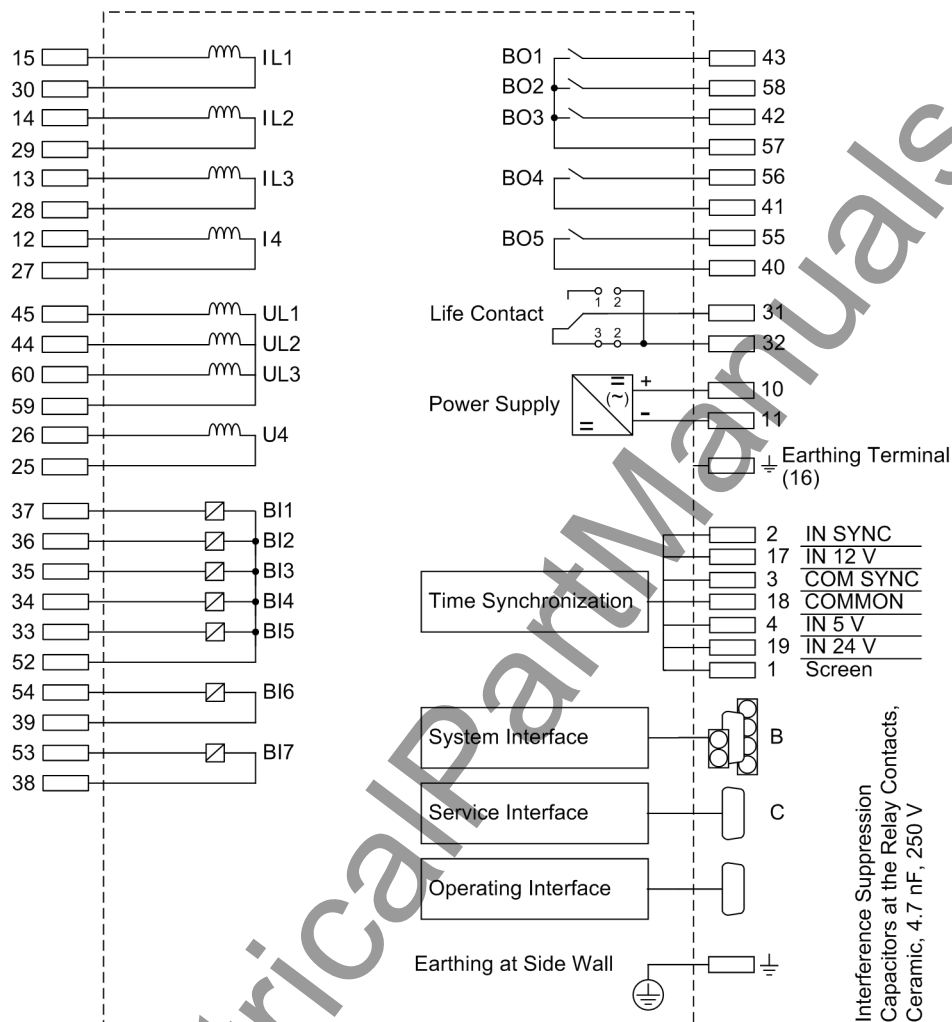 15 IL1 BO1 43
30 BO2 58
14 IL2 BO3 42
29 57
13 IL3 BO4 56
28 41
12 I4 BO5 55
27 40
45 UL1 Life Contact 1 2 31
44 UL2 3 2 32
60 UL3 Power Supply = (~) = + 10
59 - 11
26 U4
25 Earthing Terminal
(16)
37 BI1
36 BI2 2 IN SYNC
35 BI3 17 IN 12 V
3 COM SYNC
34 BI4 Time Synchronization 18 COMMON
33 BI5 4 IN 5 V
19 IN 24 V
52 1 Screen
54 BI6
39 System Interface B
53 BI7
38
Service Interface C
Operating Interface
Earthing at Side Wall
Interference Suppression
Capacitors at the Relay Contacts,
Ceramic, 4.7 nF, 250 V
ctricalPartManuals